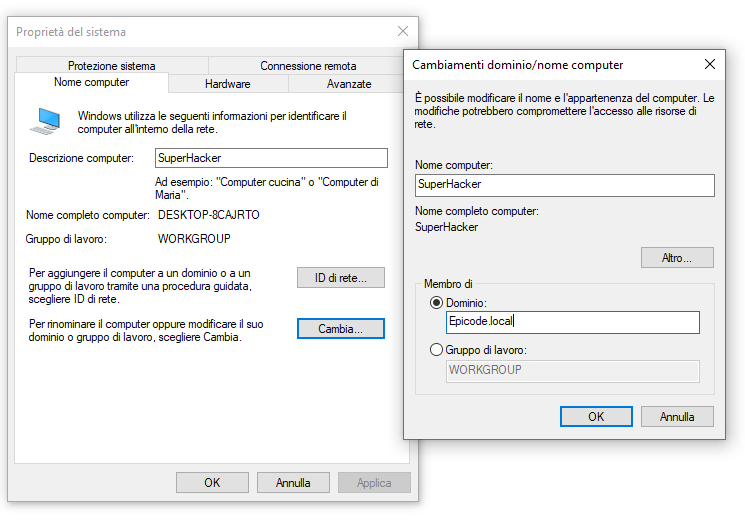 Proprietà del sistema
Protezione sistema
Connessione remota
Nome computer
Hardware
Avanzate
Windows utilizza le seguenti informazioni per identificare il
computer all'interno della rete.
Descrizione computer:
SuperHacker
Ad esempio: "Computer cucina" o "Computer di
Maria".
Nome completo computer:
DESKTOP-8CAJRTO
Gruppo di lavoro:
WORKGROUP
Per aggiungere il computer a un dominio o a un
gruppo di lavoro tramite una procedura guidata,
scegliere ID di rete.
ID di rete...
Per rinominare il computer oppure modificare il suo
dominio o gruppo di lavoro, scegliere Cambia.
Cambia...
OK
Annulla
Applica
Cambiamenti dominio/nome computer
È possibile modificare il nome e l'appartenenza del computer. Le
modifiche potrebbero compromettere l'accesso alle risorse di
rete.
Nome computer:
SuperHacker
Nome completo computer:
SuperHacker
Altro...
Membro di
Dominio:
Epicode.local
Gruppo di lavoro:
WORKGROUP
OK
Annulla